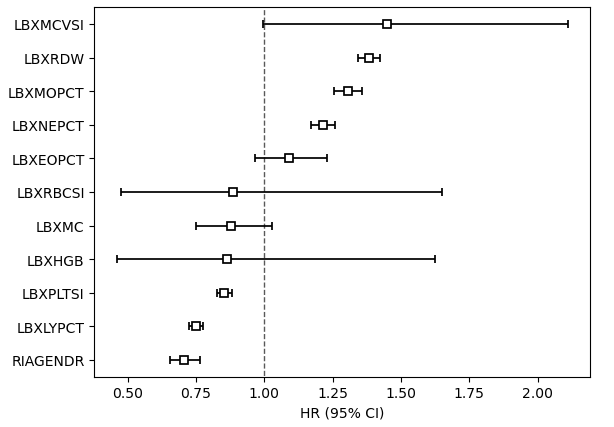 LBXMCVSI
LBXRDW
LBXMOPCT
LBXNEPCT
LBXEOPCT
LBXRBCSI
LBXMC
LBXHGB
LBXPLTSI
LBXLYPCT
RIAGENDR
0.50 0.75 1.00 1.25 1.50 1.75 2.00
HR (95% CI)